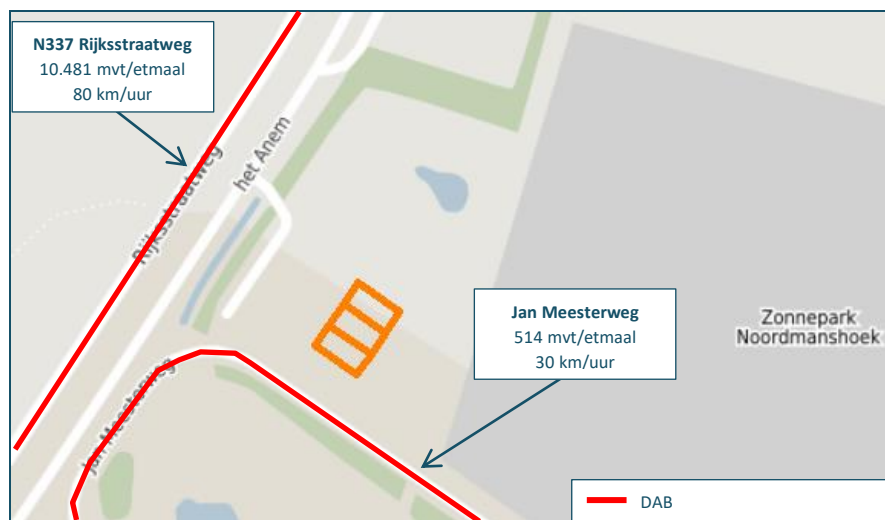 N337 Rijksstraatweg
10.481 mvt/etmaal
80 km/uur
het Anem
Rijksstraatweg
Jan Meesterweg
514 mvt/etmaal
30 km/uur
Zonnepark
Noordmanshoek
Jan Meesterweg
DAB